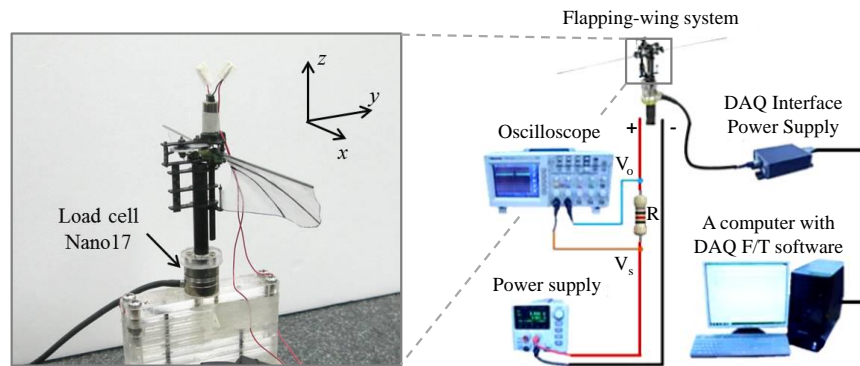 Flapping-wing system
z
y
x
Load cell
Nano17
DAQ Interface
Power Supply
Oscilloscope
+ -
Vo
R
Vs
A computer with
DAQ F/T software
Power supply